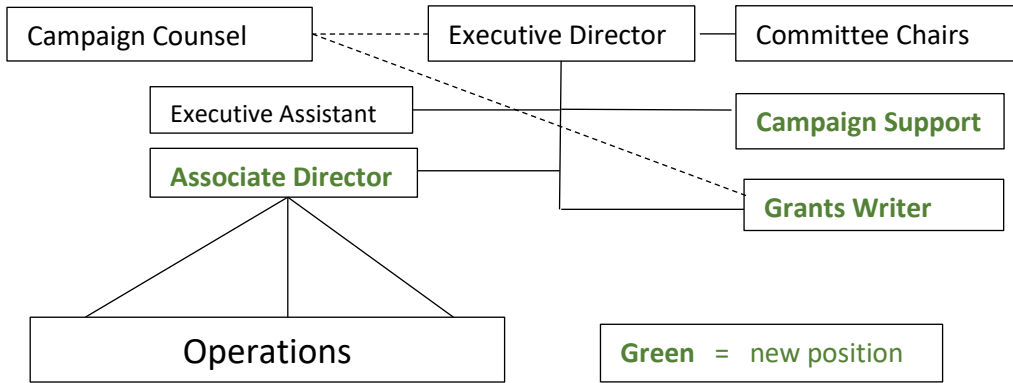 Campaign Counsel
Executive Director
Committee Chairs
Executive Assistant
Campaign Support
Associate Director
Grants Writer
Operations
Green = new position